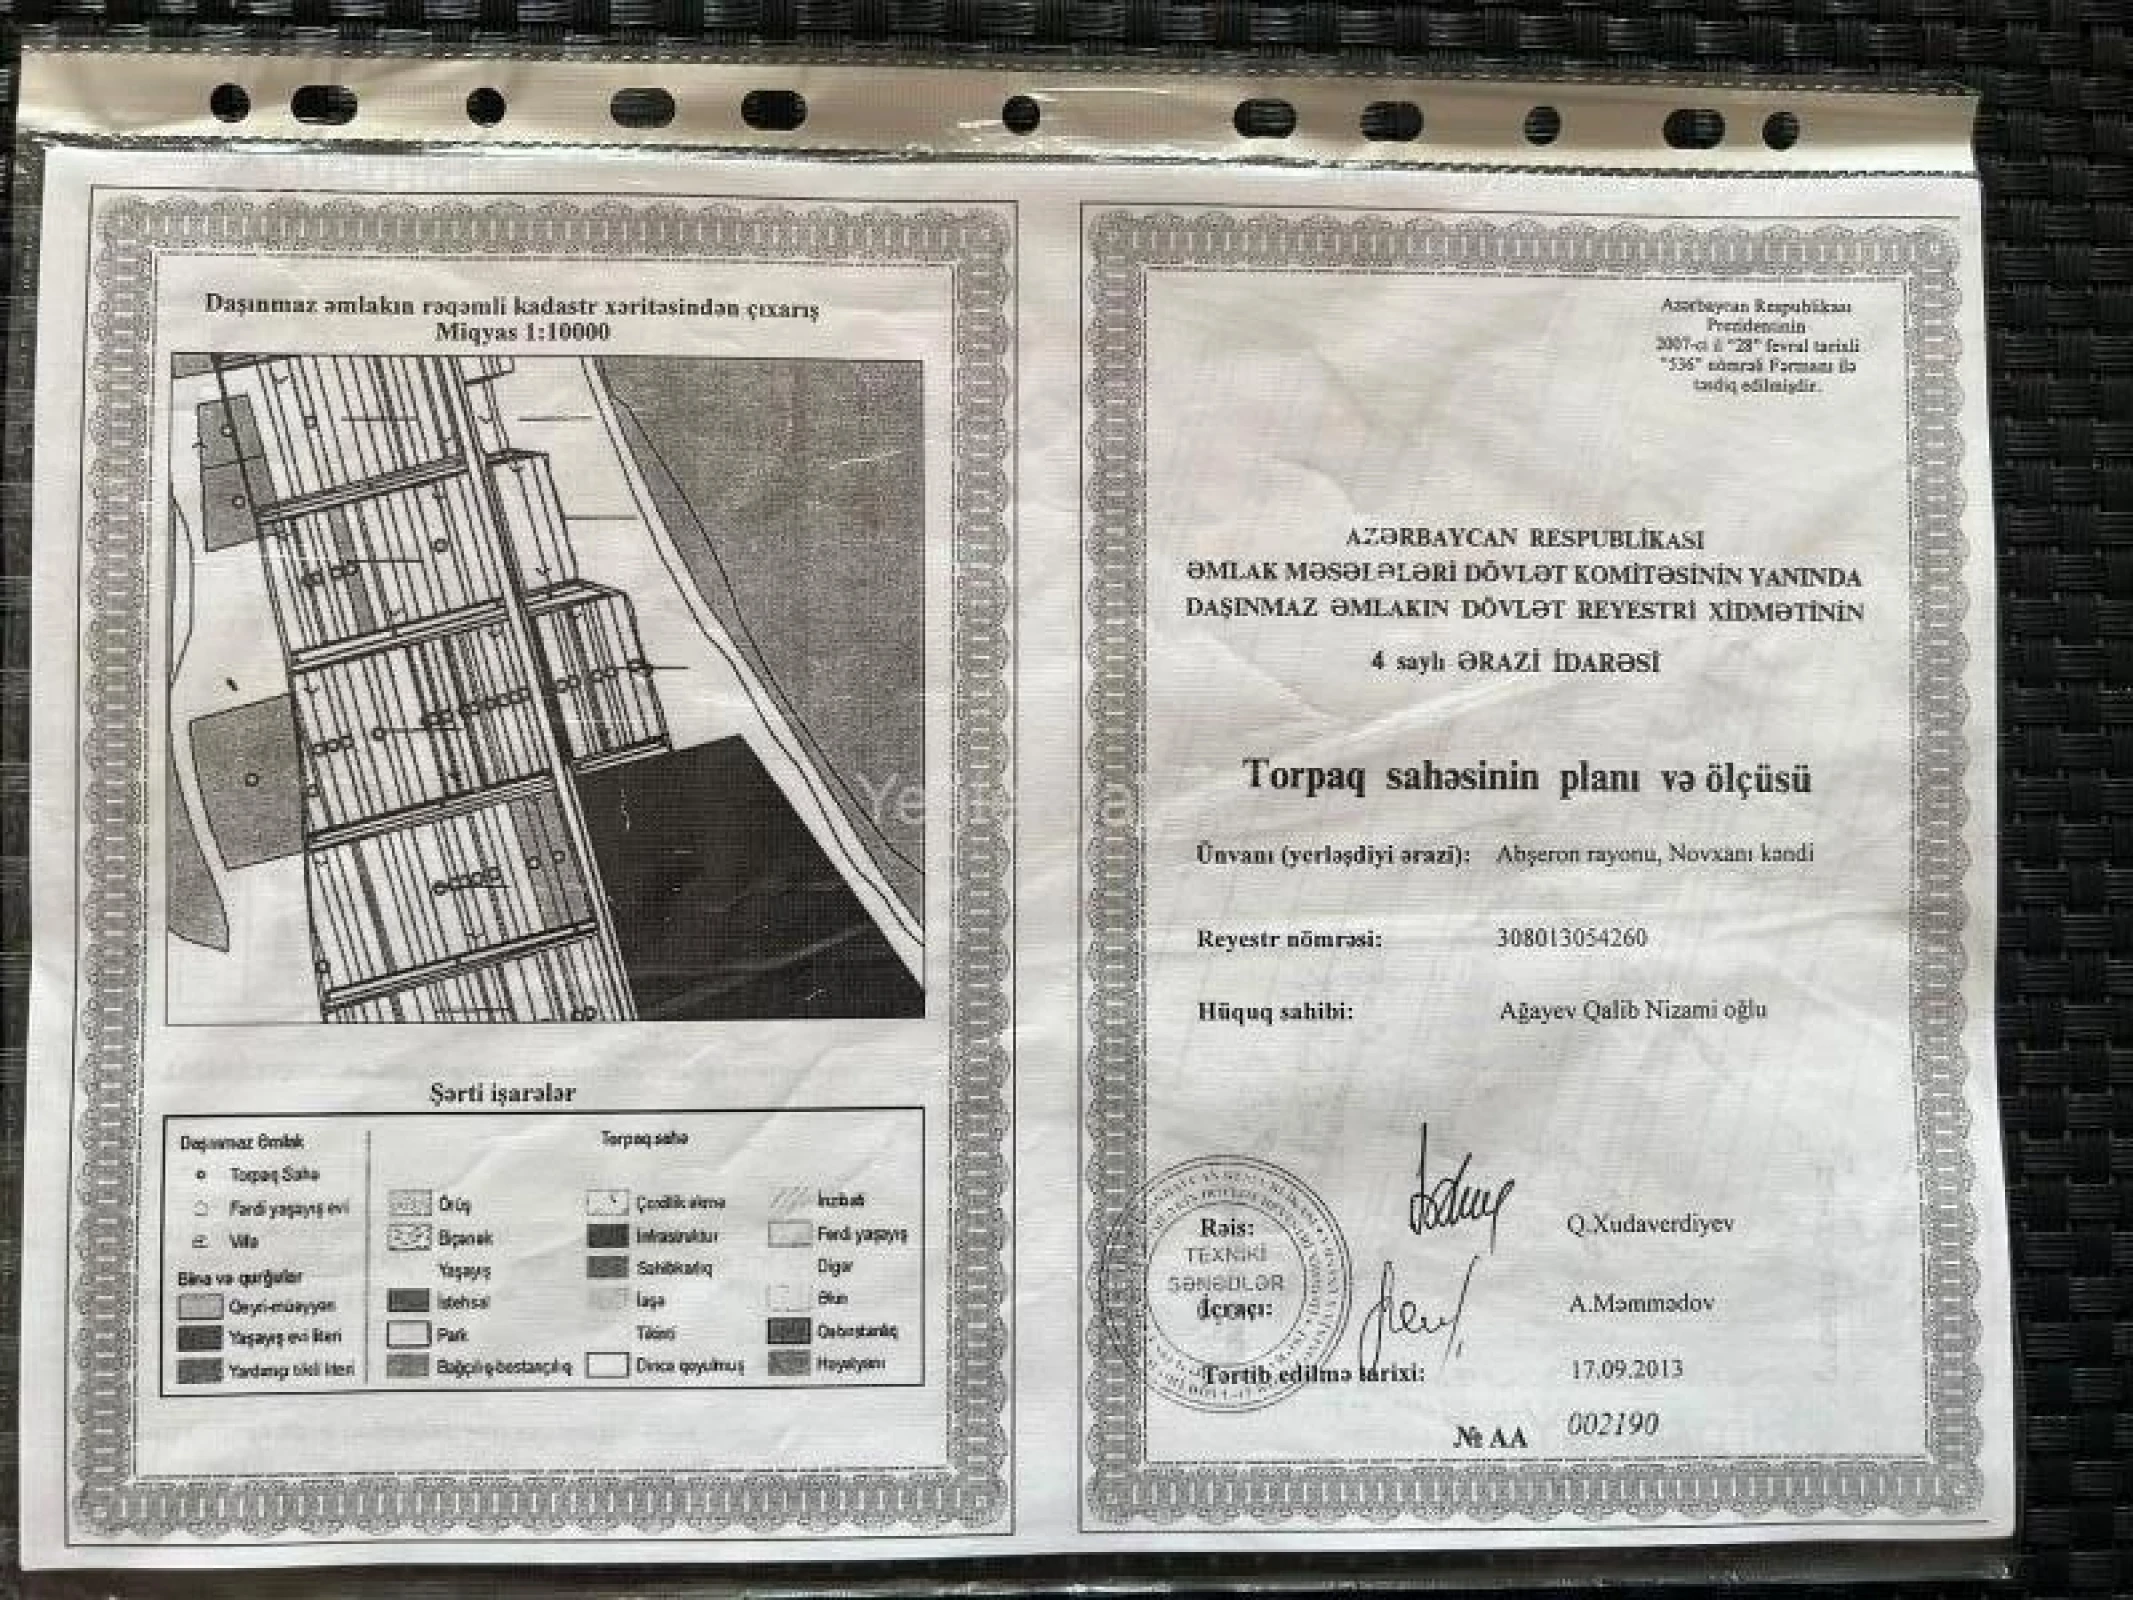 Daşınmaz əmlakın rəqəmli kadastr xəritəsindən çıxarış
Miqyas 1:10000
Şərti işarələr
Daşınmaz Əmlak
Torpaq Sahə
Fərdi yaşayış evi
Villa
Bina və qurğular
Qeyri-müəyyən
Yaşayış evi literi
Yardımçı tikili literi
Torpaq sahə
Örüş
Biçənək
Yaşayış
İstehsal
Park
Bağçılıq-bostançılıq
Çoxillik əkmə
İnfrastruktur
Sahibkarlıq
İaşə
Tikinti
Dincə qoyulmuş
İnzibati
Fərdi yaşayış
Digər
Əkin
Qəbiristanlıq
Həyətyanı
Azərbaycan Respublikası
Prezidentinin
2007-ci il "28" fevral tarixli
"536" nömrəli Fərmanı ilə
təsdiq edilmişdir.
AZƏRBAYCAN RESPUBLİKASI
ƏMLAK MƏSƏLƏLƏRİ DÖVLƏT KOMİTƏSİNİN YANINDA
DAŞINMAZ ƏMLAKIN DÖVLƏT REYESTRİ XİDMƏTİNİN
4 saylı ƏRAZİ İDARƏSİ
Torpaq sahəsinin planı və ölçüsü
Ünvanı (yerləşdiyi ərazi): Abşeron rayonu, Novxanı kəndi
Reyestr nömrəsi: 308013054260
Hüquq sahibi: Ağayev Qalib Nizami oğlu
Rəis: Q.Xudaverdiyev
TEXNİKİ
SƏNƏDLƏR
İcraçı: A.Məmmədov
Tərtib edilmə tarixi: 17.09.2013
№ AA 002190